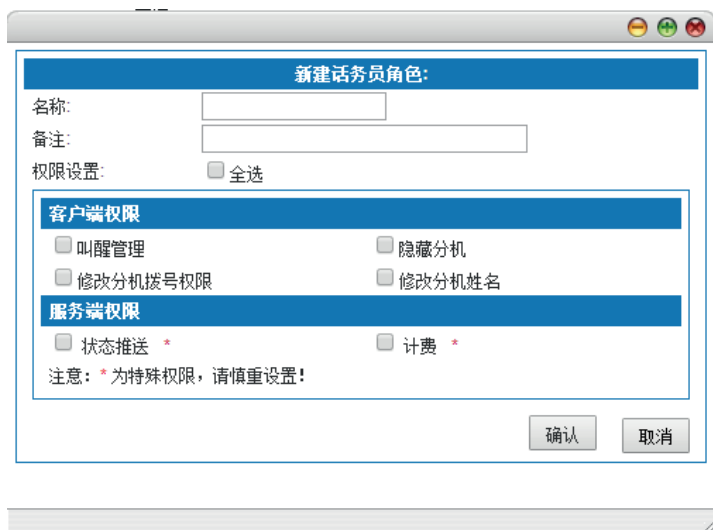 新建话务员角色:
名称:
备注:
权限设置: 全选
客户端权限
叫醒管理 隐藏分机
修改分机拨号权限 修改分机姓名
服务端权限
状态推送 * 计费 *
注意: *为特殊权限，请慎重设置!
确认 取消